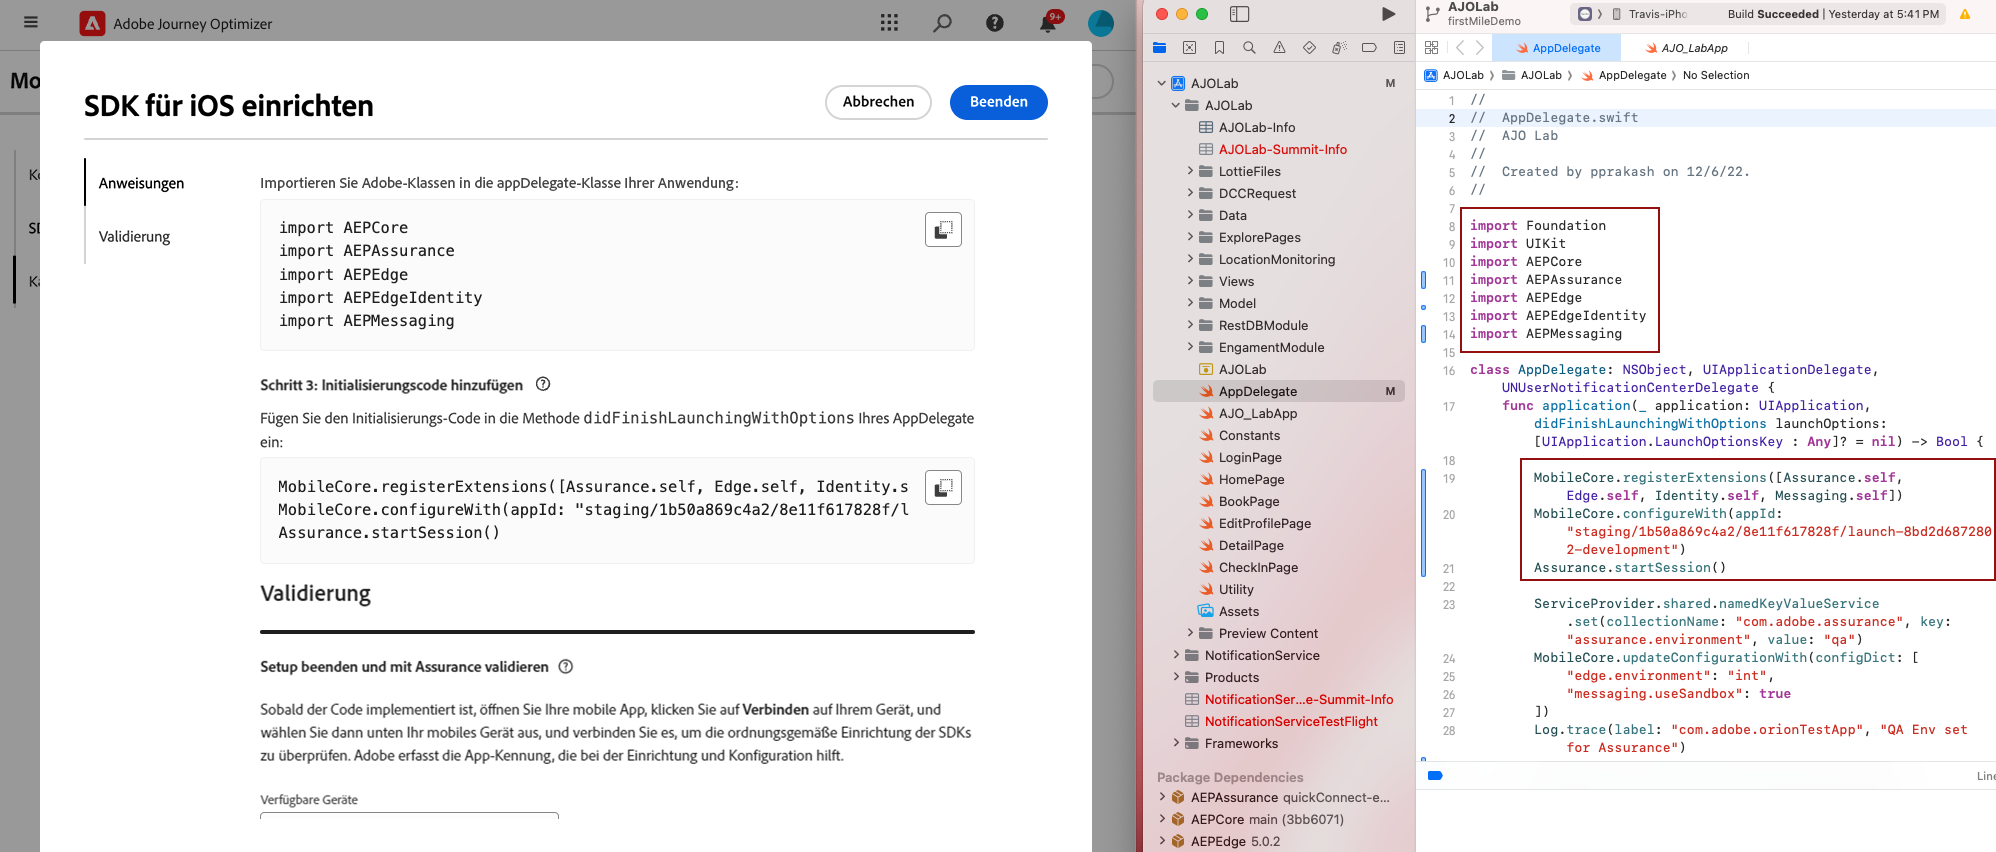 Adobe Journey Optimizer
9+
Mo
SDK für iOS einrichten
Abbrechen
Beenden
Anweisungen
Validierung
Importieren Sie Adobe-Klassen in die appDelegate-Klasse Ihrer Anwendung:
import AEPCore
import AEPAssurance
import AEPEdge
import AEPEdgeIdentity
import AEPMessaging
Schritt 3: Initialisierungscode hinzufügen
Fügen Sie den Initialisierungs-Code in die Methode didFinishLaunchingWithOptions Ihres AppDelegate
ein:
MobileCore.registerExtensions([Assurance.self, Edge.self, Identity.s
MobileCore.configureWith(appId: "staging/1b50a869c4a2/8e11f617828f/l
Assurance.startSession()
Validierung
Setup beenden und mit Assurance validieren
Sobald der Code implementiert ist, öffnen Sie Ihre mobile App, klicken Sie auf Verbinden auf Ihrem Gerät, und
wählen Sie dann unten Ihr mobiles Gerät aus, und verbinden Sie es, um die ordnungsgemäße Einrichtung der SDKs
zu überprüfen. Adobe erfasst die App-Kennung, die bei der Einrichtung und Konfiguration hilft.
Verfügbare Geräte
AJOLab M
AJOLab
AJOLab-Info
AJOLab-Summit-Info
LottieFiles
DCCRequest
Data
ExplorePages
LocationMonitoring
Views
Model
RestDBModule
EngamentModule
AJOLab
AppDelegate M
AJO_LabApp
Constants
LoginPage
HomePage
BookPage
EditProfilePage
DetailPage
CheckInPage
Utility
Assets
Preview Content
NotificationService
Products
NotificationSer...e-Summit-Info
NotificationServiceTestFlight
Frameworks
Package Dependencies
AEPAssurance quickConnect-e...
AEPCore main (3bb6071)
AEPEdge 5.0.2
AJOLab
firstMileDemo
Travis-iPho
Build Succeeded | Yesterday at 5:41 PM
AppDelegate
AJO_LabApp
AJOLab AJOLab AppDelegate No Selection
1 //
2 // AppDelegate.swift
3 // AJO Lab
4 //
5 // Created by pprakash on 12/6/22.
6 //
7
8 import Foundation
9 import UIKit
10 import AEPCore
11 import AEPAssurance
12 import AEPEdge
13 import AEPEdgeIdentity
14 import AEPMessaging
15
16 class AppDelegate: NSObject, UIApplicationDelegate,
UNUserNotificationCenterDelegate {
17 func application(_ application: UIApplication,
didFinishLaunchingWithOptions launchOptions:
[UIApplication.LaunchOptionsKey : Any]? = nil) -> Bool {
18
19 MobileCore.registerExtensions([Assurance.self,
Edge.self, Identity.self, Messaging.self])
20 MobileCore.configureWith(appId:
"staging/1b50a869c4a2/8e11f617828f/launch-8bd2d687280
2-development")
21 Assurance.startSession()
22
23 ServiceProvider.shared.namedKeyValueService
.set(collectionName: "com.adobe.assurance", key:
"assurance.environment", value: "qa")
24 MobileCore.updateConfigurationWith(configDict: [
25 "edge.environment": "int",
26 "messaging.useSandbox": true
27 ])
28 Log.trace(label: "com.adobe.orionTestApp", "QA Env set
for Assurance")
Line